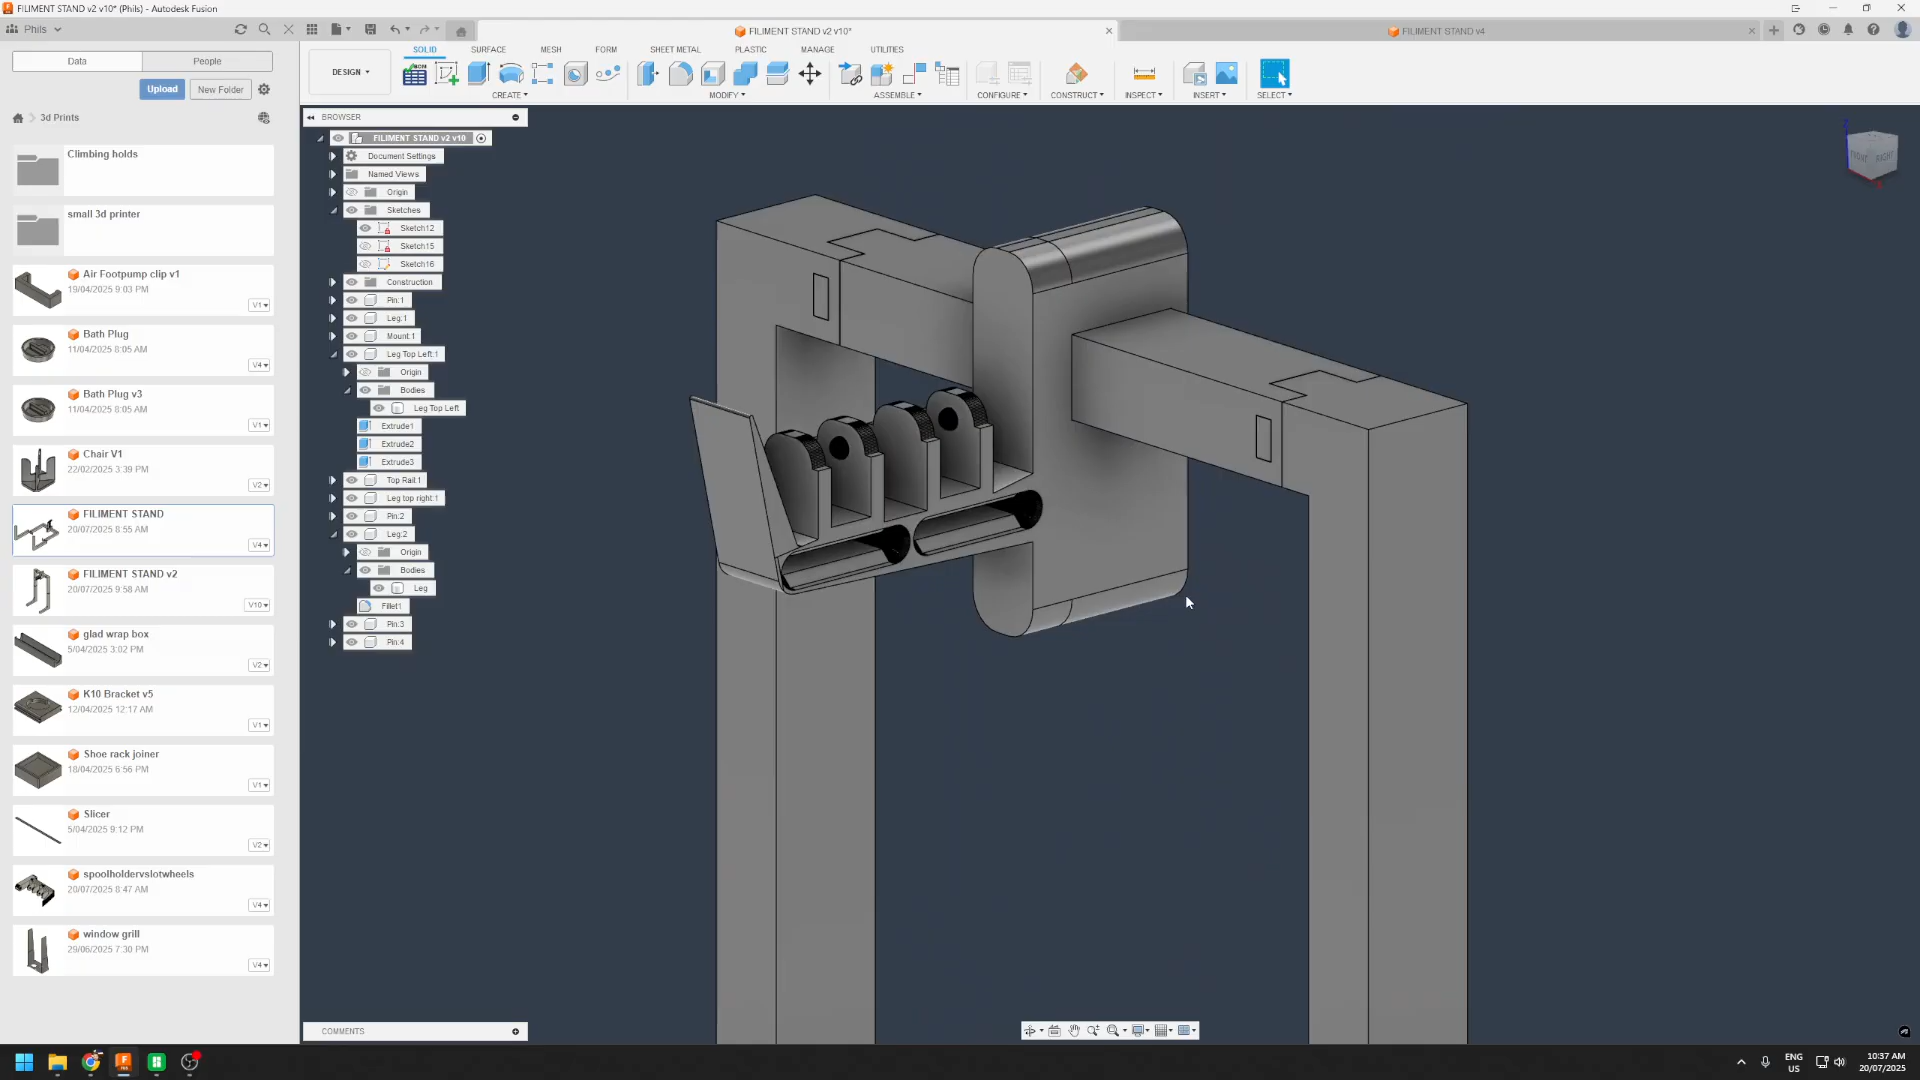 FILIMENT STAND v2 v10* (Phils) - Autodesk Fusion
Phils
FILIMENT STAND v2 v10*
FILIMENT STAND v4
Data
People
Upload
New Folder
3d Prints
Climbing holds
small 3d printer
Air Footpump clip v1
19/04/2025 9:03 PM
V1
Bath Plug
11/04/2025 8:05 AM
V4
Bath Plug v3
11/04/2025 8:05 AM
V1
Chair V1
22/02/2025 3:39 PM
V2
FILIMENT STAND
20/07/2025 8:55 AM
V4
FILIMENT STAND v2
20/07/2025 9:58 AM
V10
glad wrap box
5/04/2025 3:02 PM
V2
K10 Bracket v5
12/04/2025 12:17 AM
V1
Shoe rack joiner
18/04/2025 6:56 PM
V1
Slicer
5/04/2025 9:12 PM
V2
spoolholdervslotwheels
20/07/2025 8:47 AM
V4
window grill
29/06/2025 7:30 PM
V4
DESIGN
SOLID
SURFACE
MESH
FORM
SHEET METAL
PLASTIC
MANAGE
UTILITIES
CREATE
MODIFY
ASSEMBLE
CONFIGURE
CONSTRUCT
INSPECT
INSERT
SELECT
BROWSER
FILIMENT STAND v2 v10
Document Settings
Named Views
Origin
Sketches
Sketch12
Sketch15
Sketch16
Construction
Pin:1
Leg:1
Mount:1
Leg Top Left:1
Origin
Bodies
Leg Top Left
Extrude1
Extrude2
Extrude3
Top Rail:1
Leg top right:1
Pin:2
Leg:2
Origin
Bodies
Leg
Fillet1
Pin:3
Pin:4
Z
FRONT
RIGHT
COMMENTS
ENG
US
10:37 AM
20/07/2025